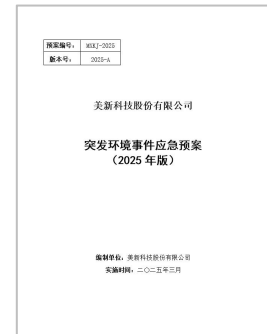 预案编号： MXKJ-2025
版本号： 2025-A
美新科技股份有限公司
突发环境事件应急预案
（2025 年版）
编制单位：美新科技股份有限公司
实施时间：二〇二五年三月